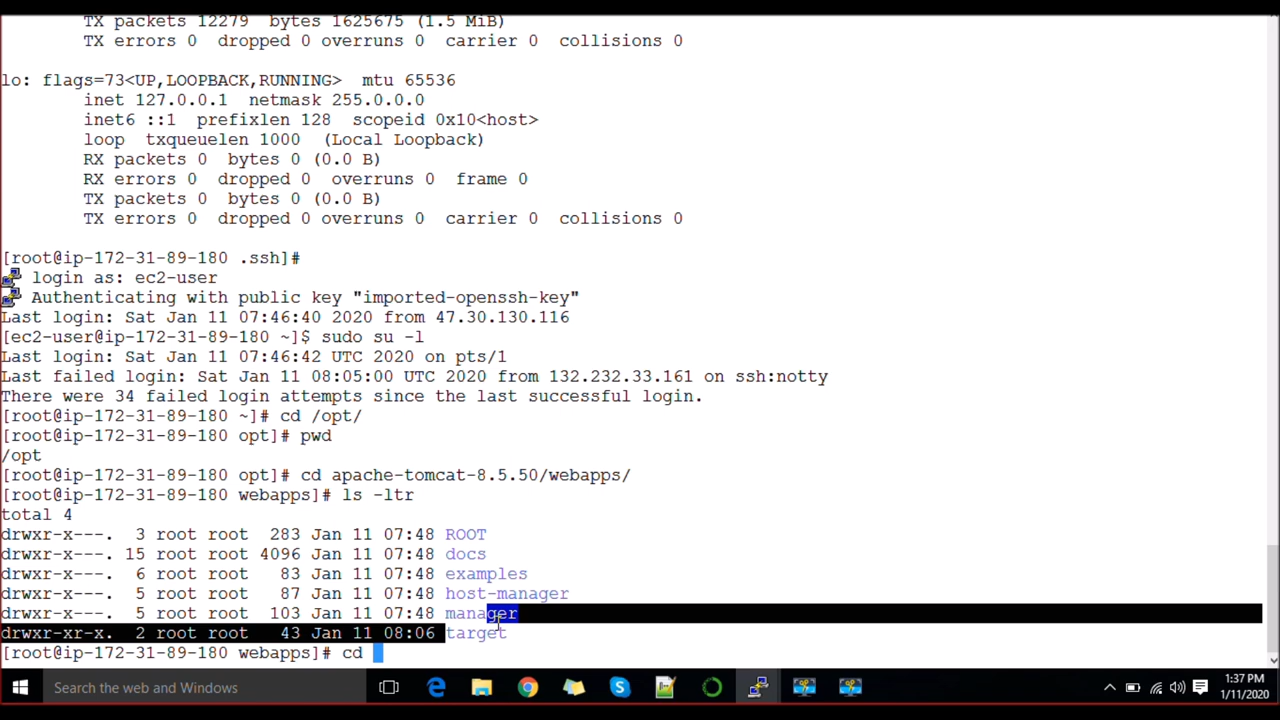 TX packets 12279  bytes 1625675 (1.5 MiB)
TX errors 0  dropped 0 overruns 0  carrier 0  collisions 0
lo: flags=73<UP,LOOPBACK,RUNNING>  mtu 65536
inet 127.0.0.1  netmask 255.0.0.0
inet6 ::1  prefixlen 128  scopeid 0x10<host>
loop  txqueuelen 1000  (Local Loopback)
RX packets 0  bytes 0 (0.0 B)
RX errors 0  dropped 0  overruns 0  frame 0
TX packets 0  bytes 0 (0.0 B)
TX errors 0  dropped 0 overruns 0  carrier 0  collisions 0
[root@ip-172-31-89-180 .ssh]#
login as: ec2-user
Authenticating with public key "imported-openssh-key"
Last login: Sat Jan 11 07:46:40 2020 from 47.30.130.116
[ec2-user@ip-172-31-89-180 ~]$ sudo su -l
Last login: Sat Jan 11 07:46:42 UTC 2020 on pts/1
Last failed login: Sat Jan 11 08:05:00 UTC 2020 from 132.232.33.161 on ssh:notty
There were 34 failed login attempts since the last successful login.
[root@ip-172-31-89-180 ~]# cd /opt/
[root@ip-172-31-89-180 opt]# pwd
/opt
[root@ip-172-31-89-180 opt]# cd apache-tomcat-8.5.50/webapps/
[root@ip-172-31-89-180 webapps]# ls -ltr
total 4
drwxr-x---.  3 root root  283 Jan 11 07:48 ROOT
drwxr-x---. 15 root root 4096 Jan 11 07:48 docs
drwxr-x---.  6 root root   83 Jan 11 07:48 examples
drwxr-x---.  5 root root   87 Jan 11 07:48 host-manager
drwxr-x---.  5 root root  103 Jan 11 07:48 manager
drwxr-xr-x.  2 root root   43 Jan 11 08:06 target
[root@ip-172-31-89-180 webapps]# cd
Search the web and Windows
1:37 PM
1/11/2020